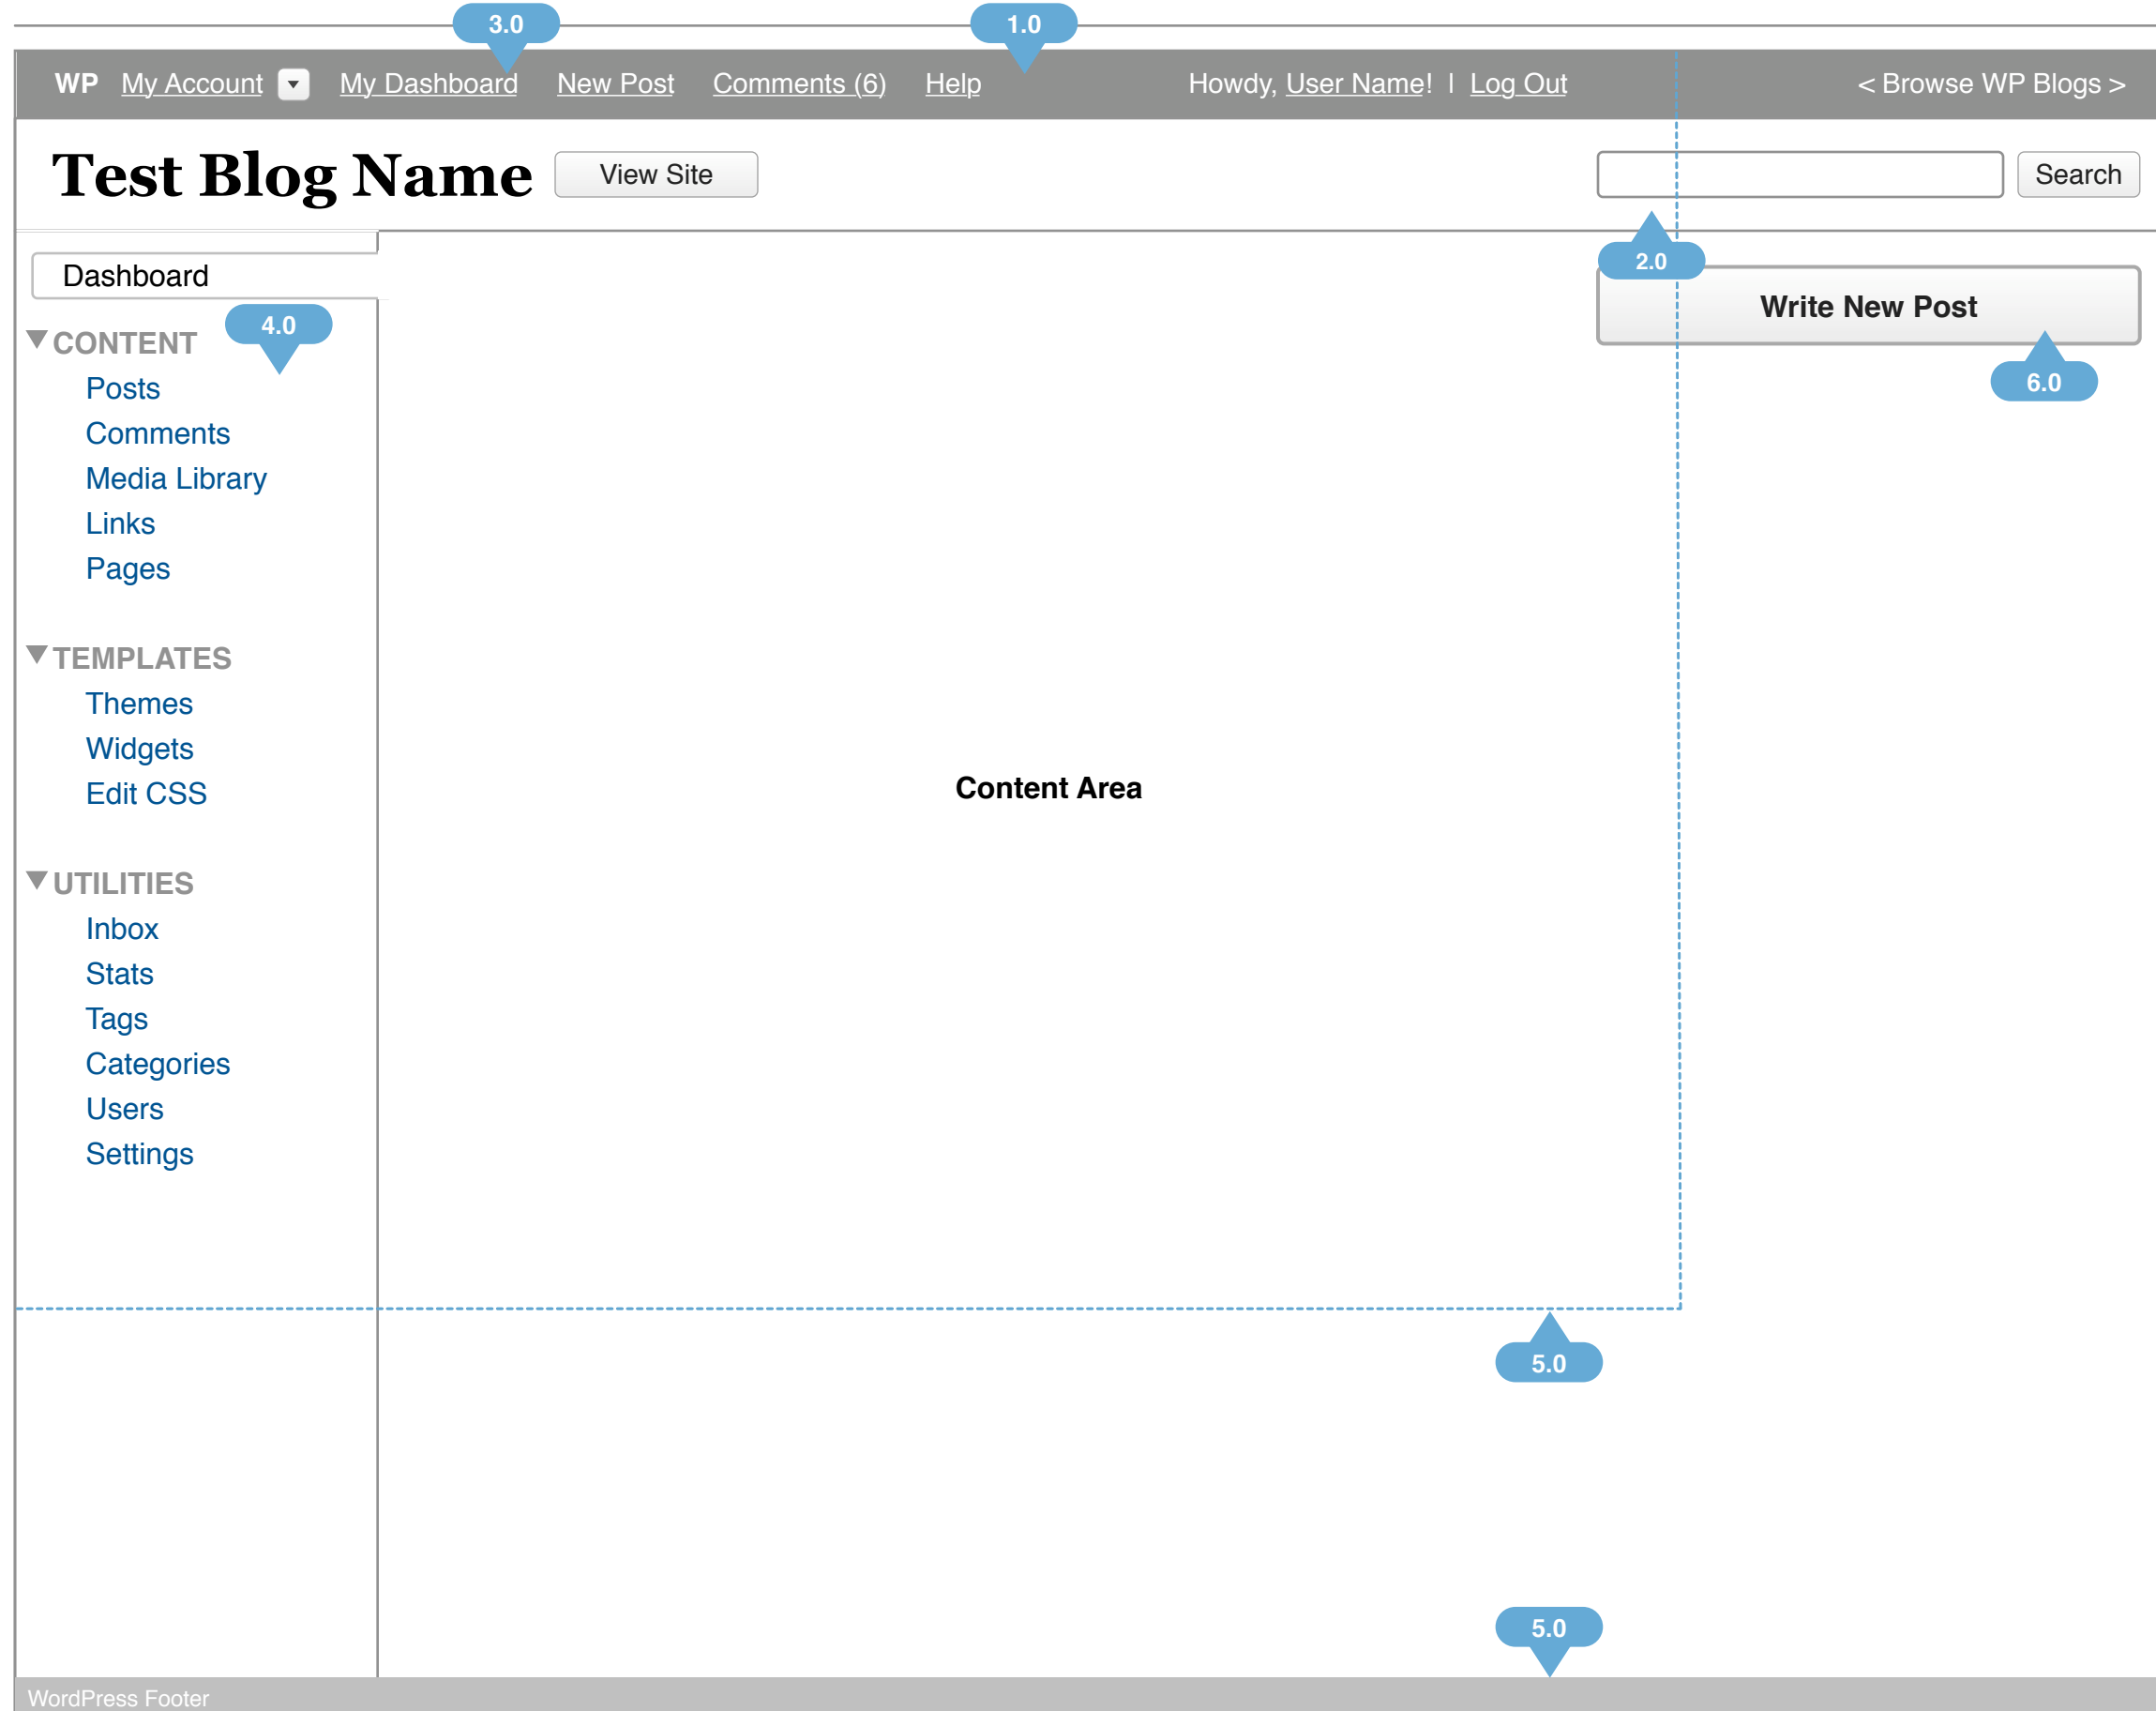 3.0 1.0
WP My Account My Dashboard New Post Comments (6) Help Howdy, User Name! | Log Out < Browse WP Blogs >
Test Blog Name View Site Search
2.0
Dashboard
Write New Post
4.0
CONTENT
6.0
Posts
Comments
Media Library
Links
Pages
TEMPLATES
Themes
Widgets
Edit CSS
Content Area
UTILITIES
Inbox
Stats
Tags
Categories
Users
Settings
5.0
5.0
WordPress Footer